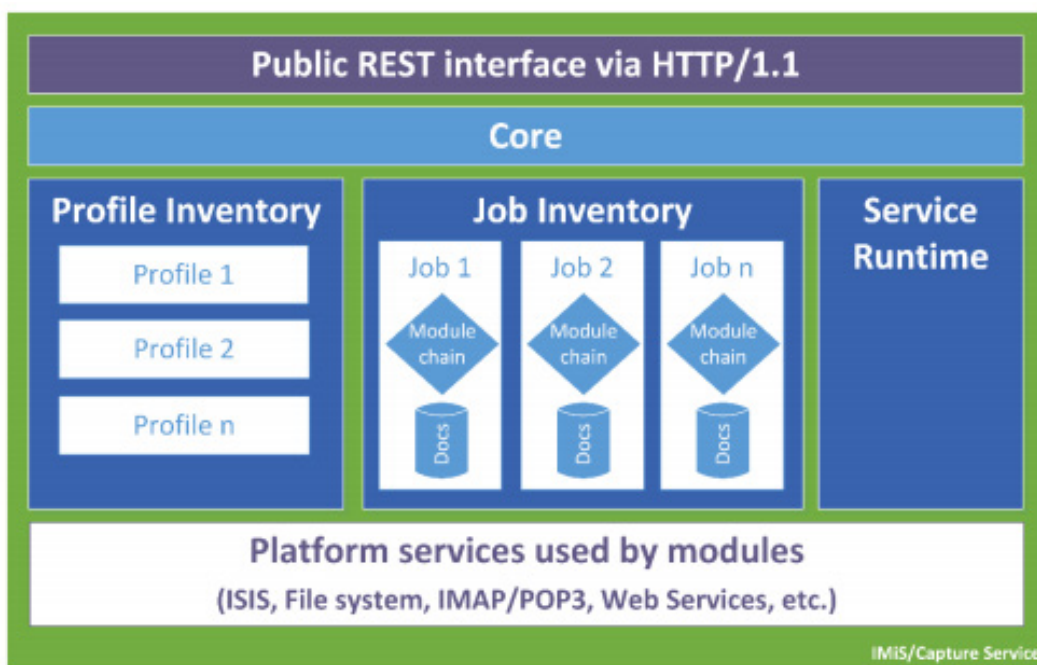 Public REST interface via HTTP/1.1
Core
Profile Inventory
Profile 1
Profile 2
Profile n
Job Inventory
Job 1
Module
chain
Docs
Job 2
Module
chain
Docs
Job n
Module
chain
Docs
Service
Runtime
Platform services used by modules
(ISIS, File system, IMAP/POP3, Web Services, etc.)
IMiS/Capture Service